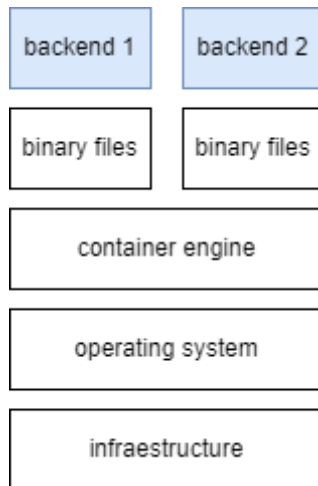 backend 1
backend 2
binary files
binary files
container engine
operating system
infraestructure